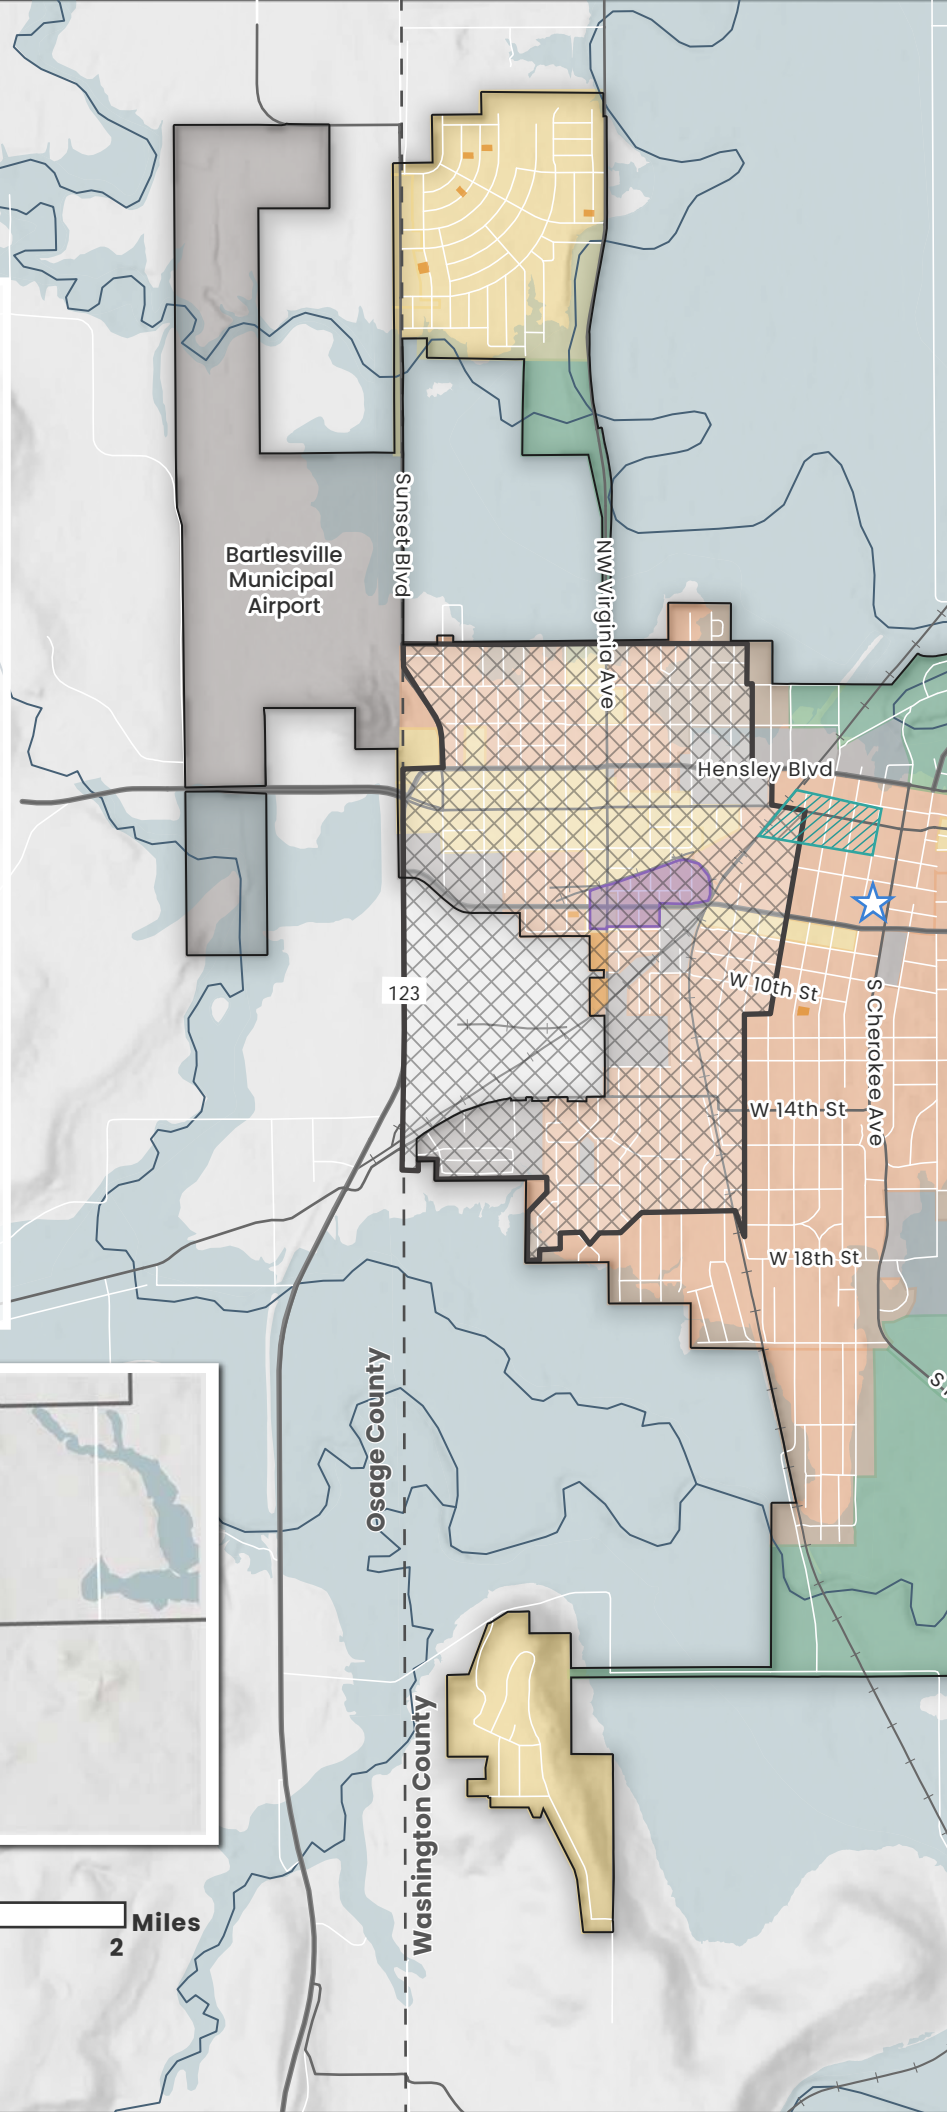 Sunset Blvd
Bartlesville
Municipal
Airport
NW Virginia Ave
Hensley Blvd
123
W 10th St
S Cherokee Ave
W 14th St
W 18th St
Osage County
Washington County
Miles
2